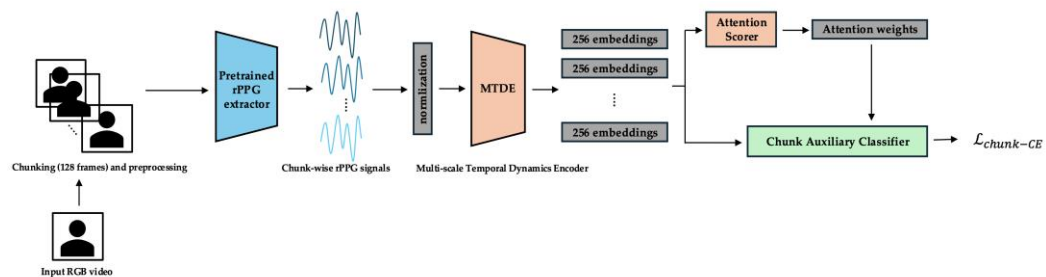 Attention
Scorer
Attention weights
256 embeddings
256 embeddings
256 embeddings
Pretrained
rPPG
extractor
normlization
MTDE
Chunk Auxiliary Classifier
ℒchunk−CE
Chunking (128 frames) and preprocessing
Chunk-wise rPPG signals
Multi-scale Temporal Dynamics Encoder
Input RGB video